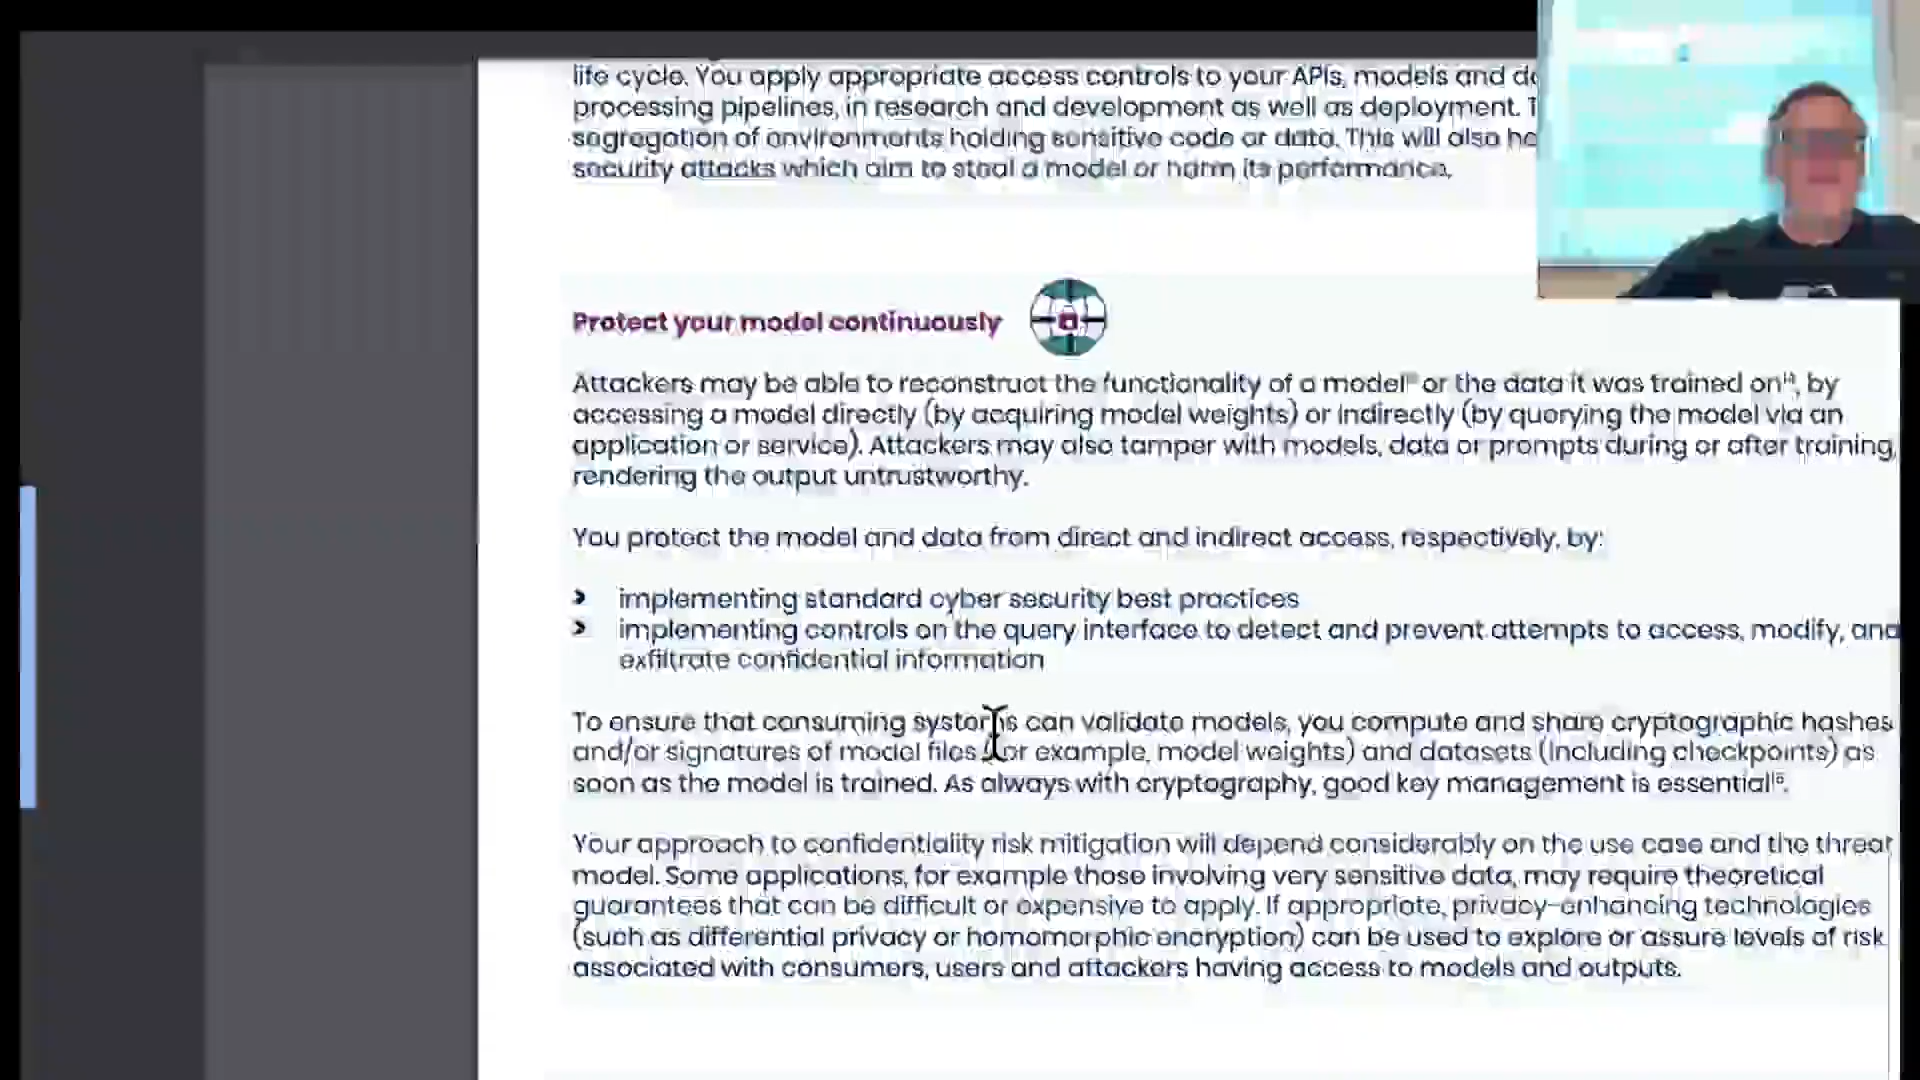 life cycle. You apply appropriate access controls to your APIs, models and
processing pipelines, in research and development as well as deployment.
segregation of environments holding sensitive code or data. This will also
security attacks which aim to steal a model or harm its performance.
Protect your model continuously
Attackers may be able to reconstruct the functionality of a model or the data it was trained on¹⁴, by
accessing a model directly (by acquiring model weights) or indirectly (by querying the model via an
application or service). Attackers may also tamper with models, data or prompts during or after training,
rendering the output untrustworthy.
You protect the model and data from direct and indirect access, respectively, by:
> implementing standard cyber security best practices
> implementing controls on the query interface to detect and prevent attempts to access, modify, and
exfiltrate confidential information
To ensure that consuming systems can validate models, you compute and share cryptographic hashes
and/or signatures of model files (for example, model weights) and datasets (including checkpoints) as
soon as the model is trained. As always with cryptography, good key management is essential¹⁵.
Your approach to confidentiality risk mitigation will depend considerably on the use case and the threat
model. Some applications, for example those involving very sensitive data, may require theoretical
guarantees that can be difficult or expensive to apply. If appropriate, privacy-enhancing technologies
(such as differential privacy or homomorphic encryption) can be used to explore or assure levels of risk
associated with consumers, users and attackers having access to models and outputs.